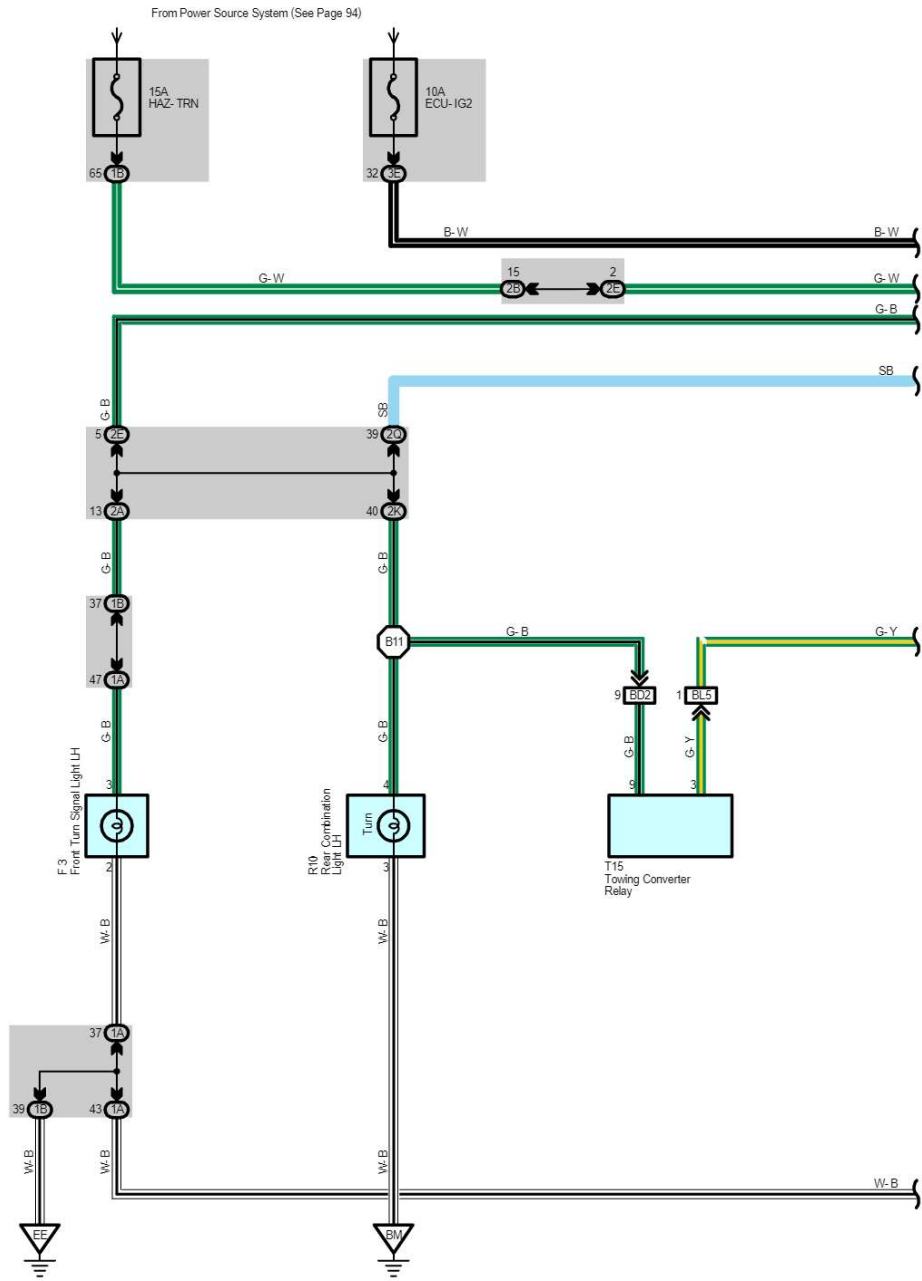 From Power Source System (See Page 94)
15A
HAZ- TRN
10A
ECU- IG2
65 1B
32 3E
B- W
B- W
15
2
G- W
2B
2E
G- W
G- B
SB
G- B
SB
5 2E
39 2Q
13 2A
40 2K
G- B
G- B
37 1B
B11
G- B
G- Y
47 1A
9 BD2
1 BL5
G- B
G- B
G- B
G- Y
3
4
9
3
F 3
Front Turn Signal Light LH
R10
Rear Combination
Light LH
Turn
2
3
T15
Towing Converter
Relay
W- B
W- B
37 1A
39 1B
43 1A
W- B
W- B
W- B
W- B
EE
BM